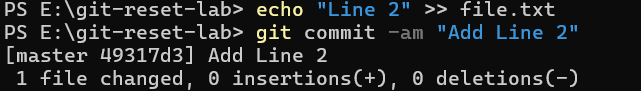 PS E:\git-reset-lab> echo "Line 2" >> file.txt
PS E:\git-reset-lab> git commit -am "Add Line 2"
[master 49317d3] Add Line 2
 1 file changed, 0 insertions(+), 0 deletions(-)